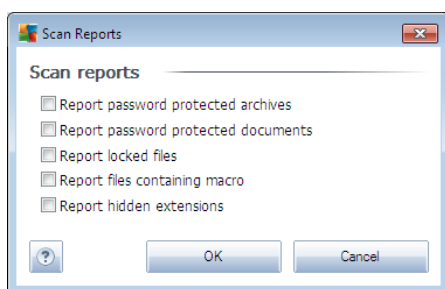 Scan Reports
Scan reports
Report password protected archives
Report password protected documents
Report locked files
Report files containing macro
Report hidden extensions
?
OK
Cancel